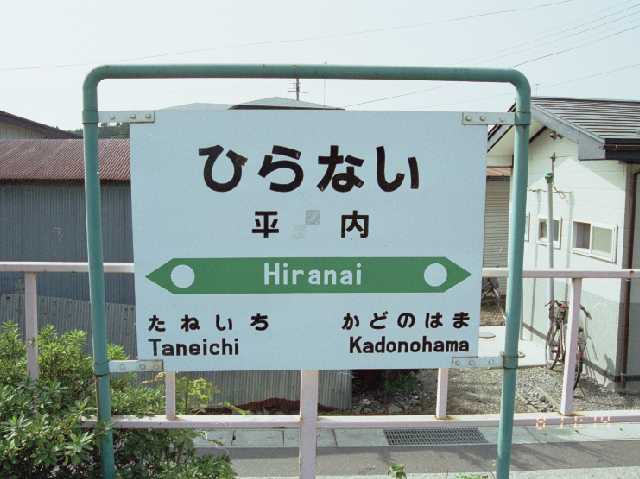 ひらない
平内
Hiranai
たねいち かどのはま
Taneichi Kadonohama